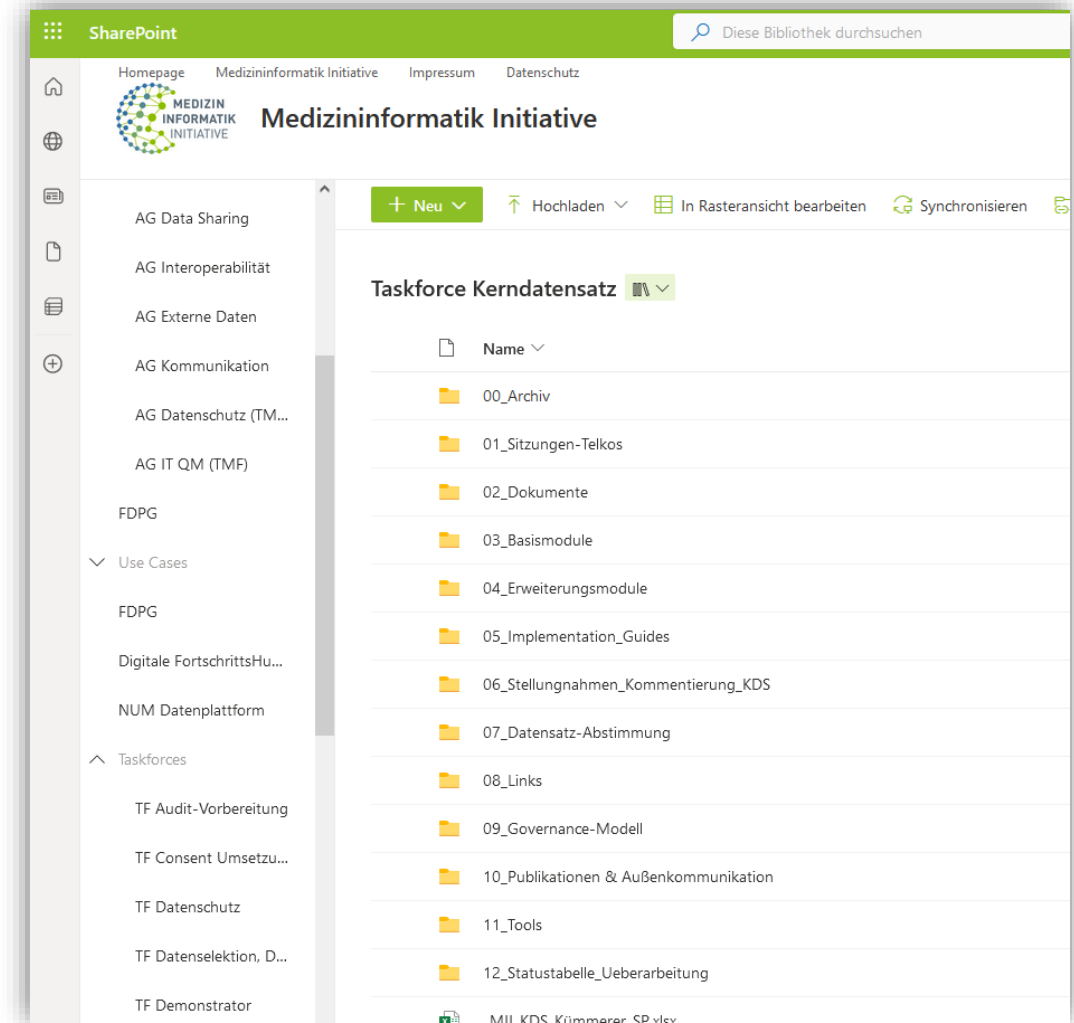 SharePoint
Diese Bibliothek durchsuchen
Homepage Medizininformatik Initiative Impressum Datenschutz
MEDIZIN
INFORMATIK
INITIATIVE
Medizininformatik Initiative
AG Data Sharing
AG Interoperabilität
AG Externe Daten
AG Kommunikation
AG Datenschutz (TM...
AG IT QM (TMF)
FDPG
Use Cases
FDPG
Digitale FortschrittsHu...
NUM Datenplattform
Taskforces
TF Audit-Vorbereitung
TF Consent Umsetzu...
TF Datenschutz
TF Datenselektion, D...
TF Demonstrator
Neu Hochladen In Rasteransicht bearbeiten Synchronisieren
Taskforce Kerndatensatz
Name
00_Archiv
01_Sitzungen-Telkos
02_Dokumente
03_Basismodule
04_Erweiterungsmodule
05_Implementation_Guides
06_Stellungnahmen_Kommentierung_KDS
07_Datensatz-Abstimmung
08_Links
09_Governance-Modell
10_Publikationen & Außenkommunikation
11_Tools
12_Statustabelle_Ueberarbeitung
MII_KDS_Kümmerer_SP.xlsx